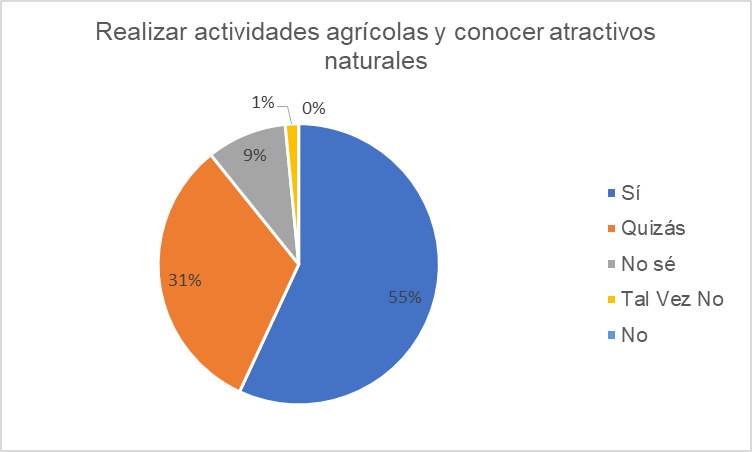 Realizar actividades agrícolas y conocer atractivos
naturales
1%
0%
9%
31%
55%
Sí
Quizás
No sé
Tal Vez No
No